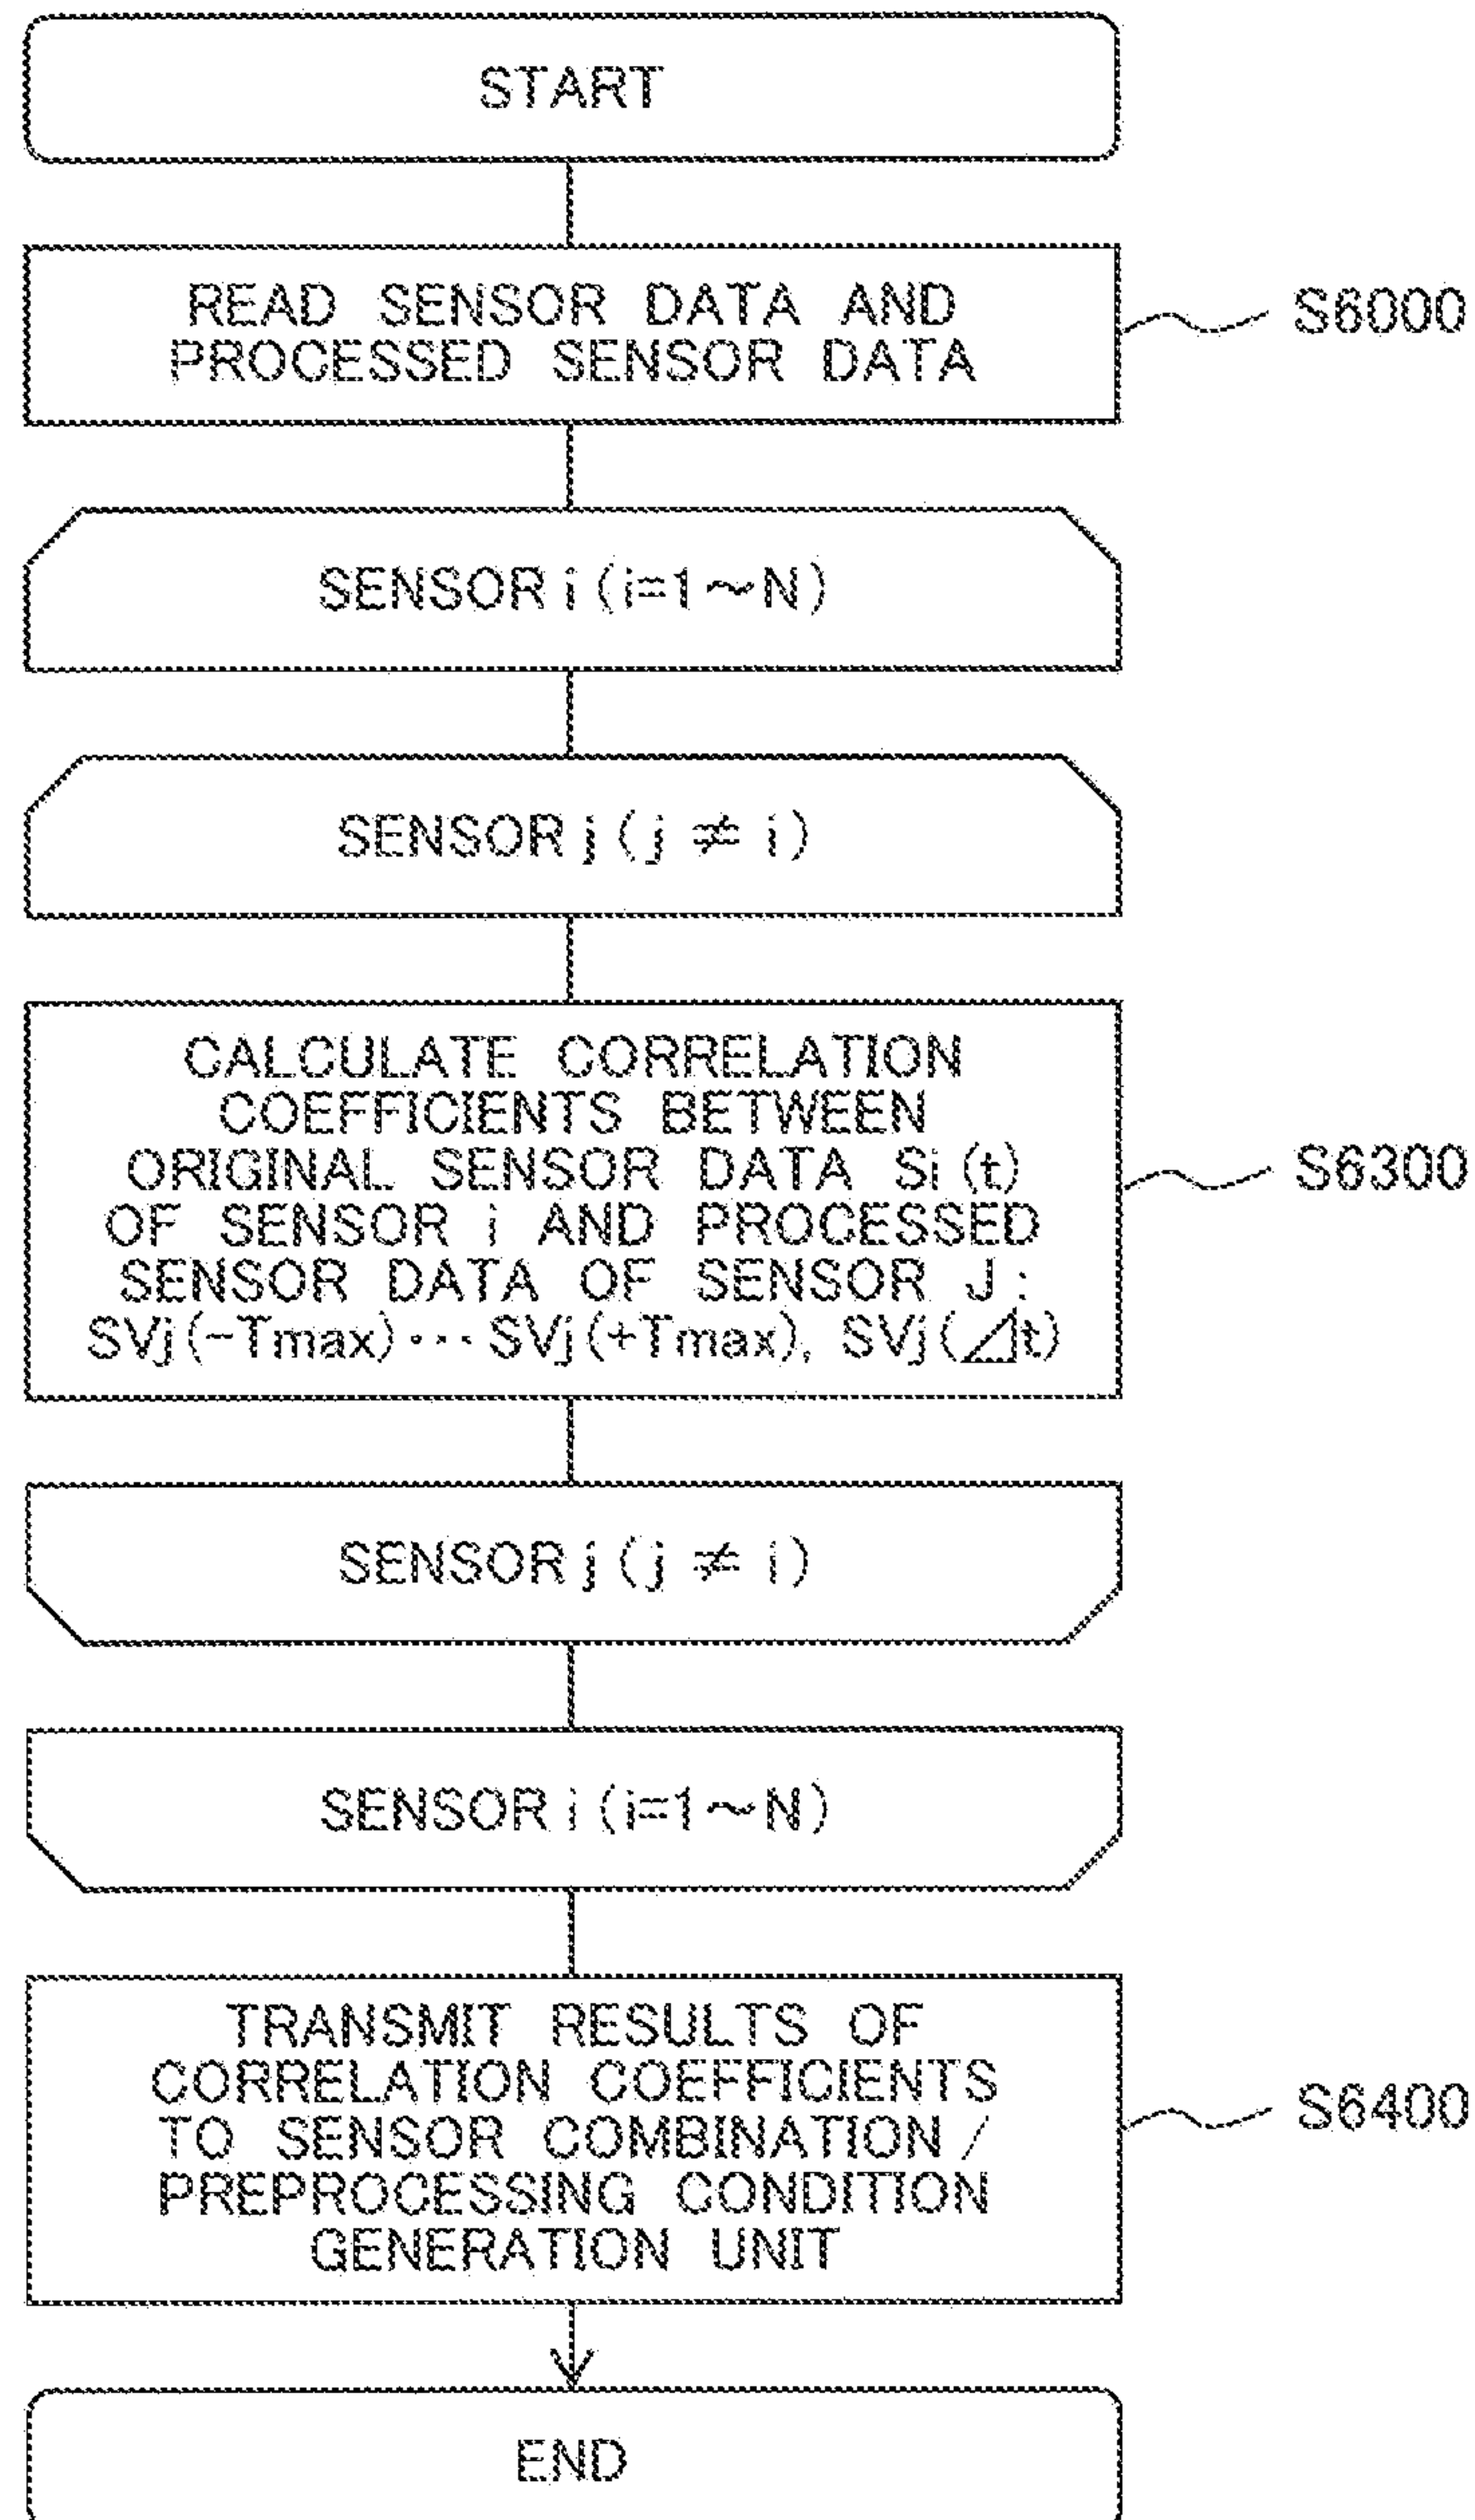 START
READ SENSOR DATA AND
PROCESSED SENSOR DATA
S6000
SENSOR i (i=1～N)
SENSOR j (j ≠ i)
CALCULATE CORRELATION
COEFFICIENTS BETWEEN
ORIGINAL SENSOR DATA Si (t)
OF SENSOR i AND PROCESSED
SENSOR DATA OF SENSOR J :
SVj (−Tmax) ··· SVj (+Tmax), SVj (⊿t)
S6300
SENSOR j (j ≠ i)
SENSOR i (i=1～N)
TRANSMIT RESULTS OF
CORRELATION COEFFICIENTS
TO SENSOR COMBINATION /
PREPROCESSING CONDITION
GENERATION UNIT
S6400
END